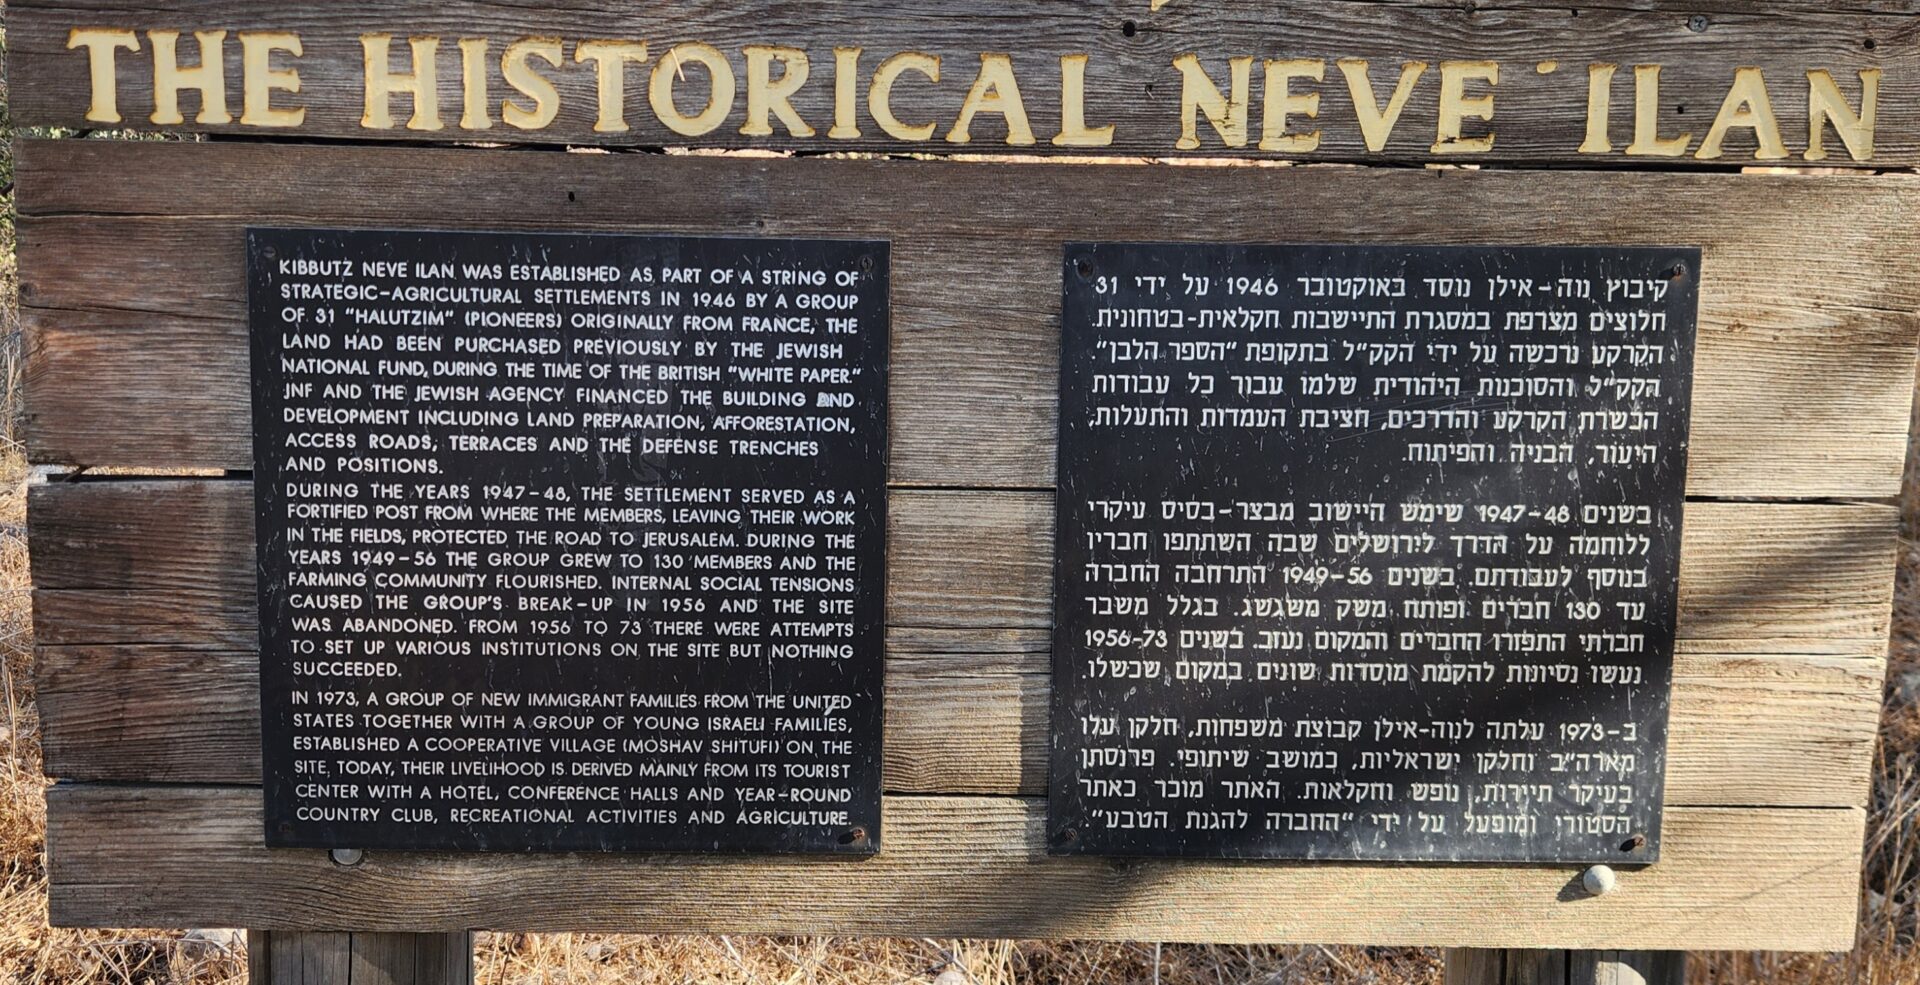 THE HISTORICAL NEVE ILAN
KIBBUTZ NEVE ILAN WAS ESTABLISHED AS PART OF A STRING OF
STRATEGIC-AGRICULTURAL SETTLEMENTS IN 1946 BY A GROUP
OF 31 "HALUTZIM" (PIONEERS) ORIGINALLY FROM FRANCE, THE
LAND HAD BEEN PURCHASED PREVIOUSLY BY THE JEWISH
NATIONAL FUND, DURING THE TIME OF THE BRITISH "WHITE PAPER."
JNF AND THE JEWISH AGENCY FINANCED THE BUILDING AND
DEVELOPMENT INCLUDING LAND PREPARATION, AFFORESTATION,
ACCESS ROADS, TERRACES AND THE DEFENSE TRENCHES
AND POSITIONS.
DURING THE YEARS 1947-48, THE SETTLEMENT SERVED AS A
FORTIFIED POST FROM WHERE THE MEMBERS, LEAVING THEIR WORK
IN THE FIELDS, PROTECTED THE ROAD TO JERUSALEM. DURING THE
YEARS 1949-56 THE GROUP GREW TO 130 MEMBERS AND THE
FARMING COMMUNITY FLOURISHED. INTERNAL SOCIAL TENSIONS
CAUSED THE GROUP'S BREAK-UP IN 1956 AND THE SITE
WAS ABANDONED. FROM 1956 TO 73 THERE WERE ATTEMPTS
TO SET UP VARIOUS INSTITUTIONS ON THE SITE BUT NOTHING
SUCCEEDED.
IN 1973, A GROUP OF NEW IMMIGRANT FAMILIES FROM THE UNITED
STATES TOGETHER WITH A GROUP OF YOUNG ISRAELI FAMILIES,
ESTABLISHED A COOPERATIVE VILLAGE (MOSHAV SHITUFI) ON THE
SITE. TODAY, THEIR LIVELIHOOD IS DERIVED MAINLY FROM ITS TOURIST
CENTER WITH A HOTEL, CONFERENCE HALLS AND YEAR-ROUND
COUNTRY CLUB, RECREATIONAL ACTIVITIES AND AGRICULTURE.
קיבוץ נוה-אילן נוסד באוקטובר 1946 על ידי 31
חלוצים מצרפת במסגרת התיישבות חקלאית-בטחונית.
הקרקע נרכשה על ידי הקק"ל בתקופת "הספר הלבן".
הקק"ל והסוכנות היהודית שלמו עבור כל עבודות
הכשרת הקרקע והדרכים, חציבת העמדות והתעלות,
היעור, הבניה והפיתוח.
בשנים 1947-48 שימש היישוב מבצר-בסיס עיקרי
ללוחמה על הדרך לירושלים שבה השתתפו חבריו
בנוסף לעבודתם. בשנים 1949-56 התרחבה החברה
עד 130 חברים ופותח משק משגשג. בגלל משבר
חברתי התפזרו החברים והמקום נעזב. בשנים 1956-73
נעשו נסיונות להקמת מוסדות שונים במקום שכשלו.
ב-1973 עלתה לנוה-אילן קבוצת משפחות, חלקן עלו
מארה"ב וחלקן ישראליות, כמושב שיתופי. פרנסתן
בעיקר תיירות, נופש וחקלאות. האתר מוכר כאתר
הסטורי ומופעל על ידי "החברה להגנת הטבע".